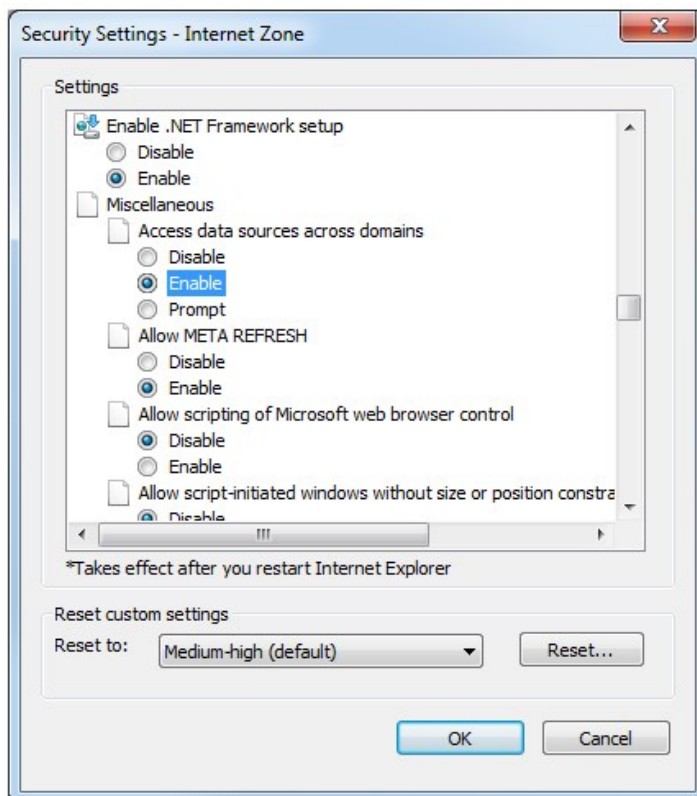 Security Settings - Internet Zone
Settings
Enable .NET Framework setup
Disable
Enable
Miscellaneous
Access data sources across domains
Disable
Enable
Prompt
Allow META REFRESH
Disable
Enable
Allow scripting of Microsoft web browser control
Disable
Enable
Allow script-initiated windows without size or position constra
Disable
*Takes effect after you restart Internet Explorer
Reset custom settings
Reset to: Medium-high (default) Reset...
OK Cancel